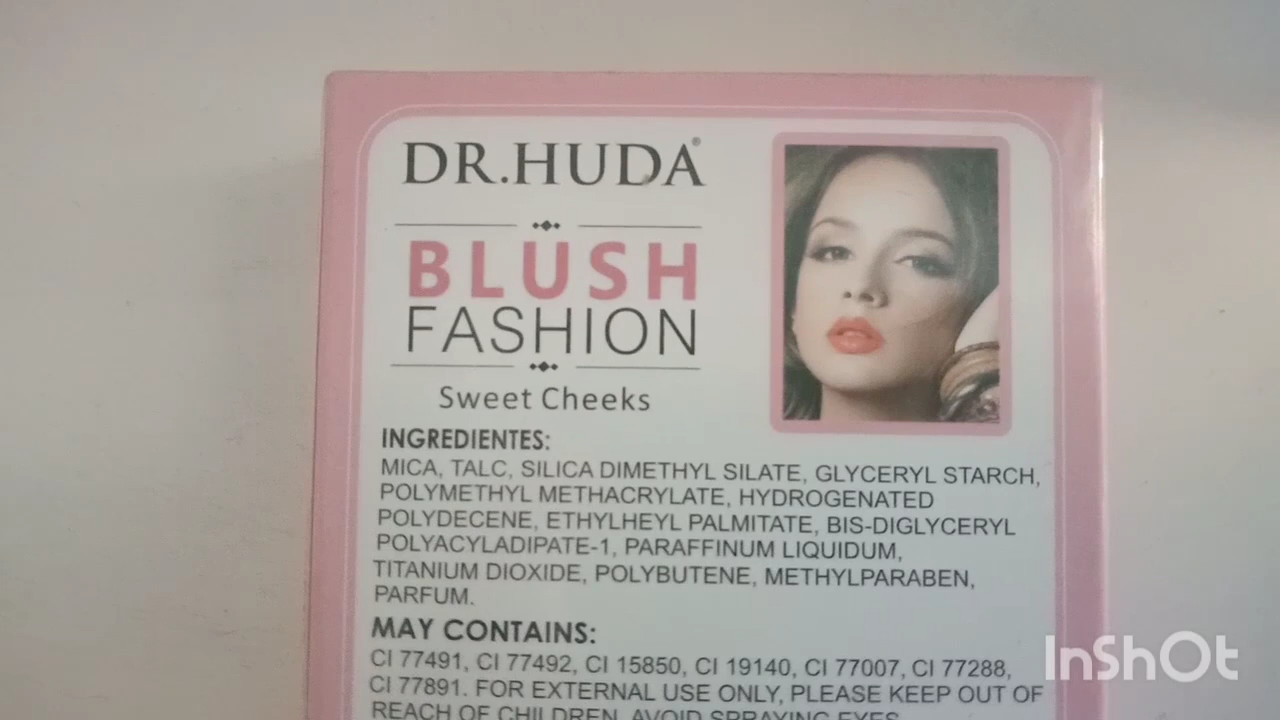 DR.HUDA®
BLUSH
FASHION
Sweet Cheeks
INGREDIENTES:
MICA, TALC, SILICA DIMETHYL SILATE, GLYCERYL STARCH,
POLYMETHYL METHACRYLATE, HYDROGENATED
POLYDECENE, ETHYLHEYL PALMITATE, BIS-DIGLYCERYL
POLYACYLADIPATE-1, PARAFFINUM LIQUIDUM,
TITANIUM DIOXIDE, POLYBUTENE, METHYLPARABEN,
PARFUM.
MAY CONTAINS:
CI 77491, CI 77492, CI 15850, CI 19140, CI 77007, CI 77288,
CI 77891. FOR EXTERNAL USE ONLY, PLEASE KEEP OUT OF
REACH OF CHILDREN, AVOID SPRAYING EYES
InShOt